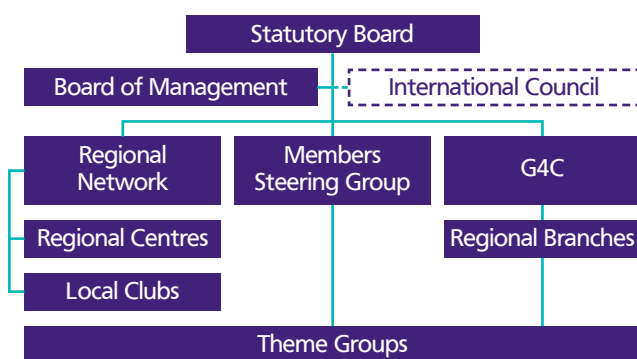 Statutory Board
Board of Management
International Council
Regional
Network
Members
Steering Group
G4C
Regional Centres
Regional Branches
Local Clubs
Theme Groups